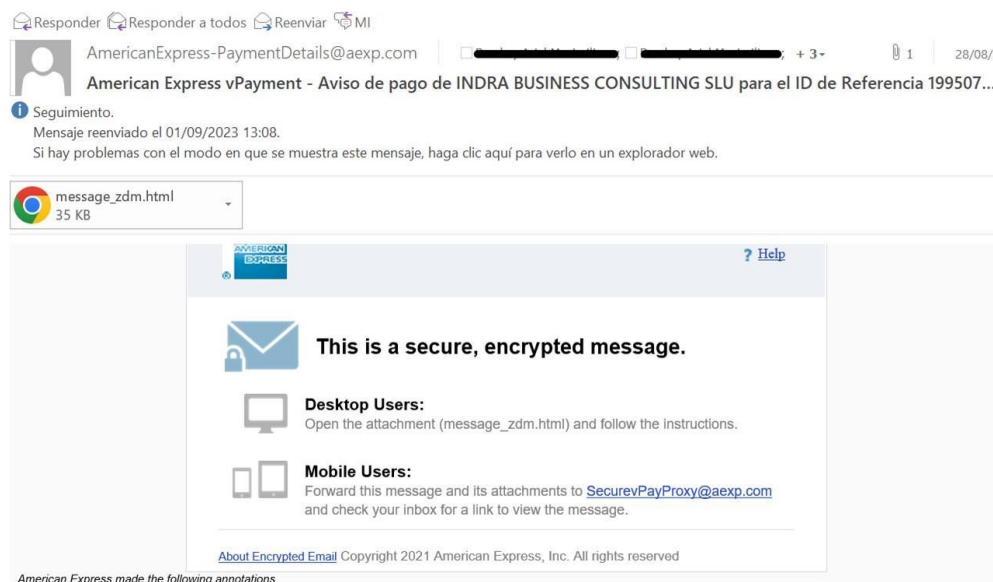 Responder Responder a todos Reenviar MI
AmericanExpress-PaymentDetails@aexp.com + 3 1 28/08/
American Express vPayment - Aviso de pago de INDRA BUSINESS CONSULTING SLU para el ID de Referencia 199507...
Seguimiento.
Mensaje reenviado el 01/09/2023 13:08.
Si hay problemas con el modo en que se muestra este mensaje, haga clic aquí para verlo en un explorador web.
message_zdm.html
35 KB
AMERICAN
EXPRESS
®
? Help
This is a secure, encrypted message.
Desktop Users:
Open the attachment (message_zdm.html) and follow the instructions.
Mobile Users:
Forward this message and its attachments to SecurevPayProxy@aexp.com
and check your inbox for a link to view the message.
About Encrypted Email Copyright 2021 American Express, Inc. All rights reserved
American Express made the following annotations